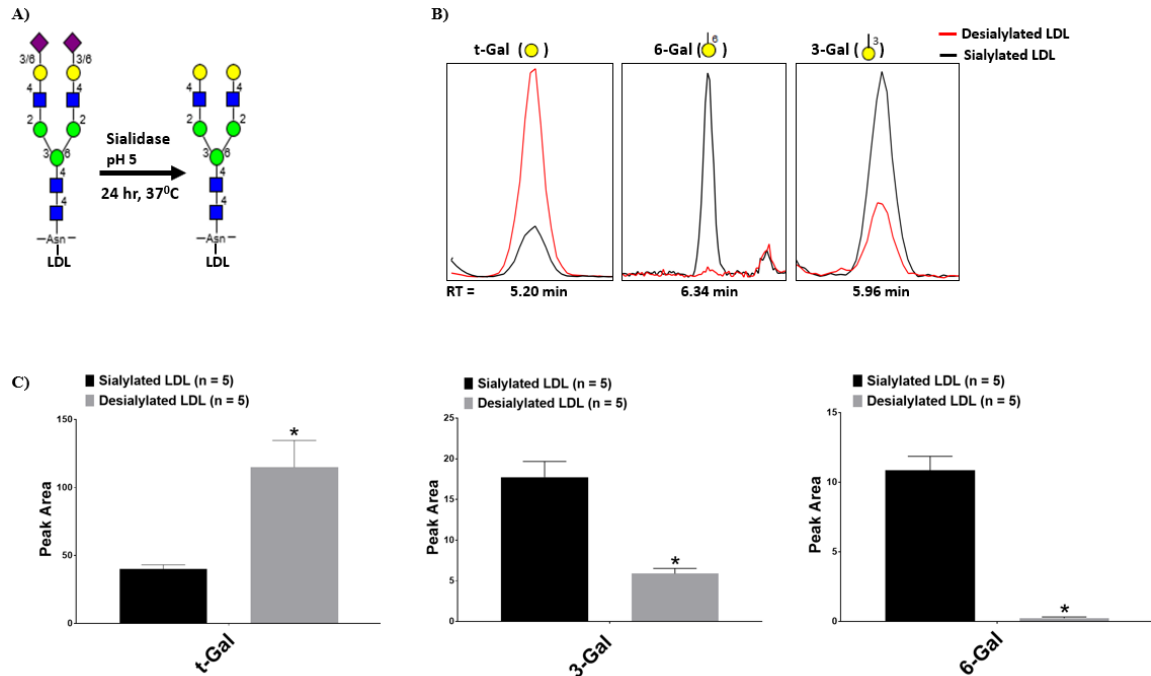 A)
3/6 3/6
4 4
2 2
3 6
4
4
—Asn—
LDL
Sialidase
pH 5
24 hr, 37⁰C
LDL
—Asn—
4
4
3 6
2 2
4 4
B)
t-Gal ( )
6-Gal ( 6 )
3-Gal ( 3 )
Desialylated LDL
Sialylated LDL
RT = 5.20 min 6.34 min 5.96 min
C)
Sialylated LDL (n = 5)
Desialylated LDL (n = 5)
Peak Area
150
100
50
0
*
t-Gal
Sialylated LDL (n = 5)
Desialylated LDL (n = 5)
Peak Area
25
20
15
10
5
0
*
3-Gal
Sialylated LDL (n = 5)
Desialylated LDL (n = 5)
Peak Area
15
10
5
0
*
6-Gal